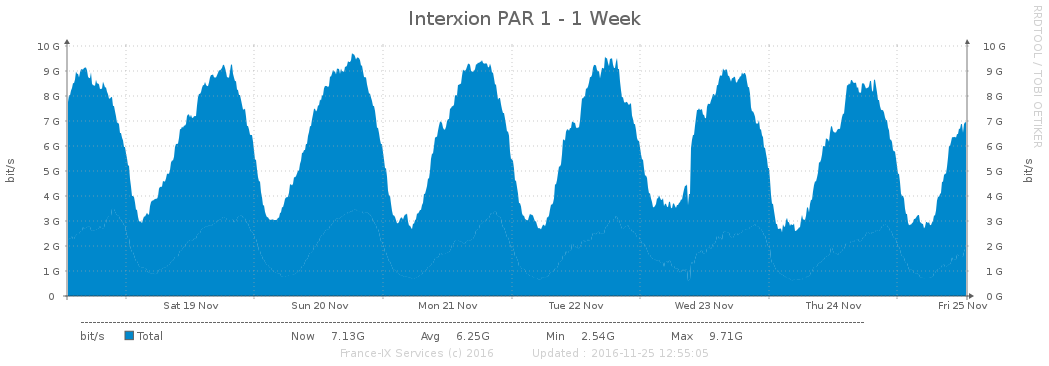 Interxion PAR 1 - 1 Week
RRDTOOL / TOBI OETIKER
10 G 10 G
9 G 9 G
8 G 8 G
7 G 7 G
6 G 6 G
5 G 5 G
4 G 4 G
3 G 3 G
2 G 2 G
1 G 1 G
0 0 G
bit/s
bit/s
Sat 19 Nov Sun 20 Nov Mon 21 Nov Tue 22 Nov Wed 23 Nov Thu 24 Nov Fri 25 Nov
bit/s Total Now 7.13G Avg 6.25G Min 2.54G Max 9.71G
France-IX Services (c) 2016 Updated : 2016-11-25 12:55:05